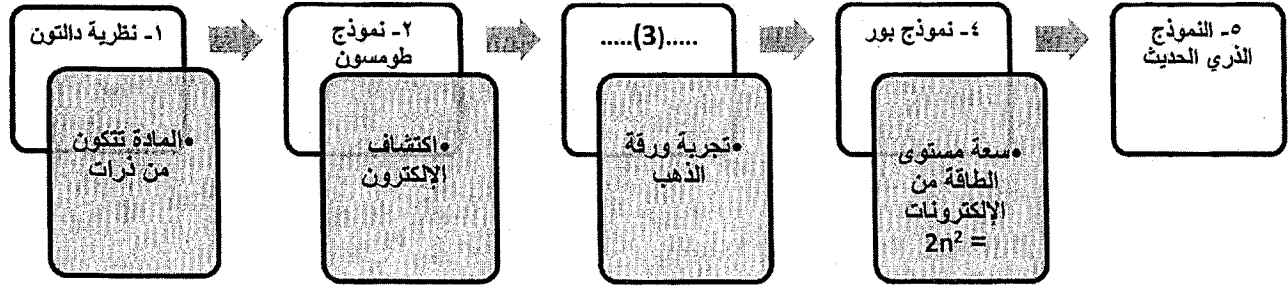 ١- نظرية دالتون
•المادة تتكون
من ذرات
٢- نموذج
طومسون
•اكتشاف
الإلكترون
.....(3).....
•تجربة ورقة
الذهب
٤- نموذج بور
•سعة مستوى
الطاقة من
الإلكترونات
2n² =
٥- النموذج
الذري الحديث